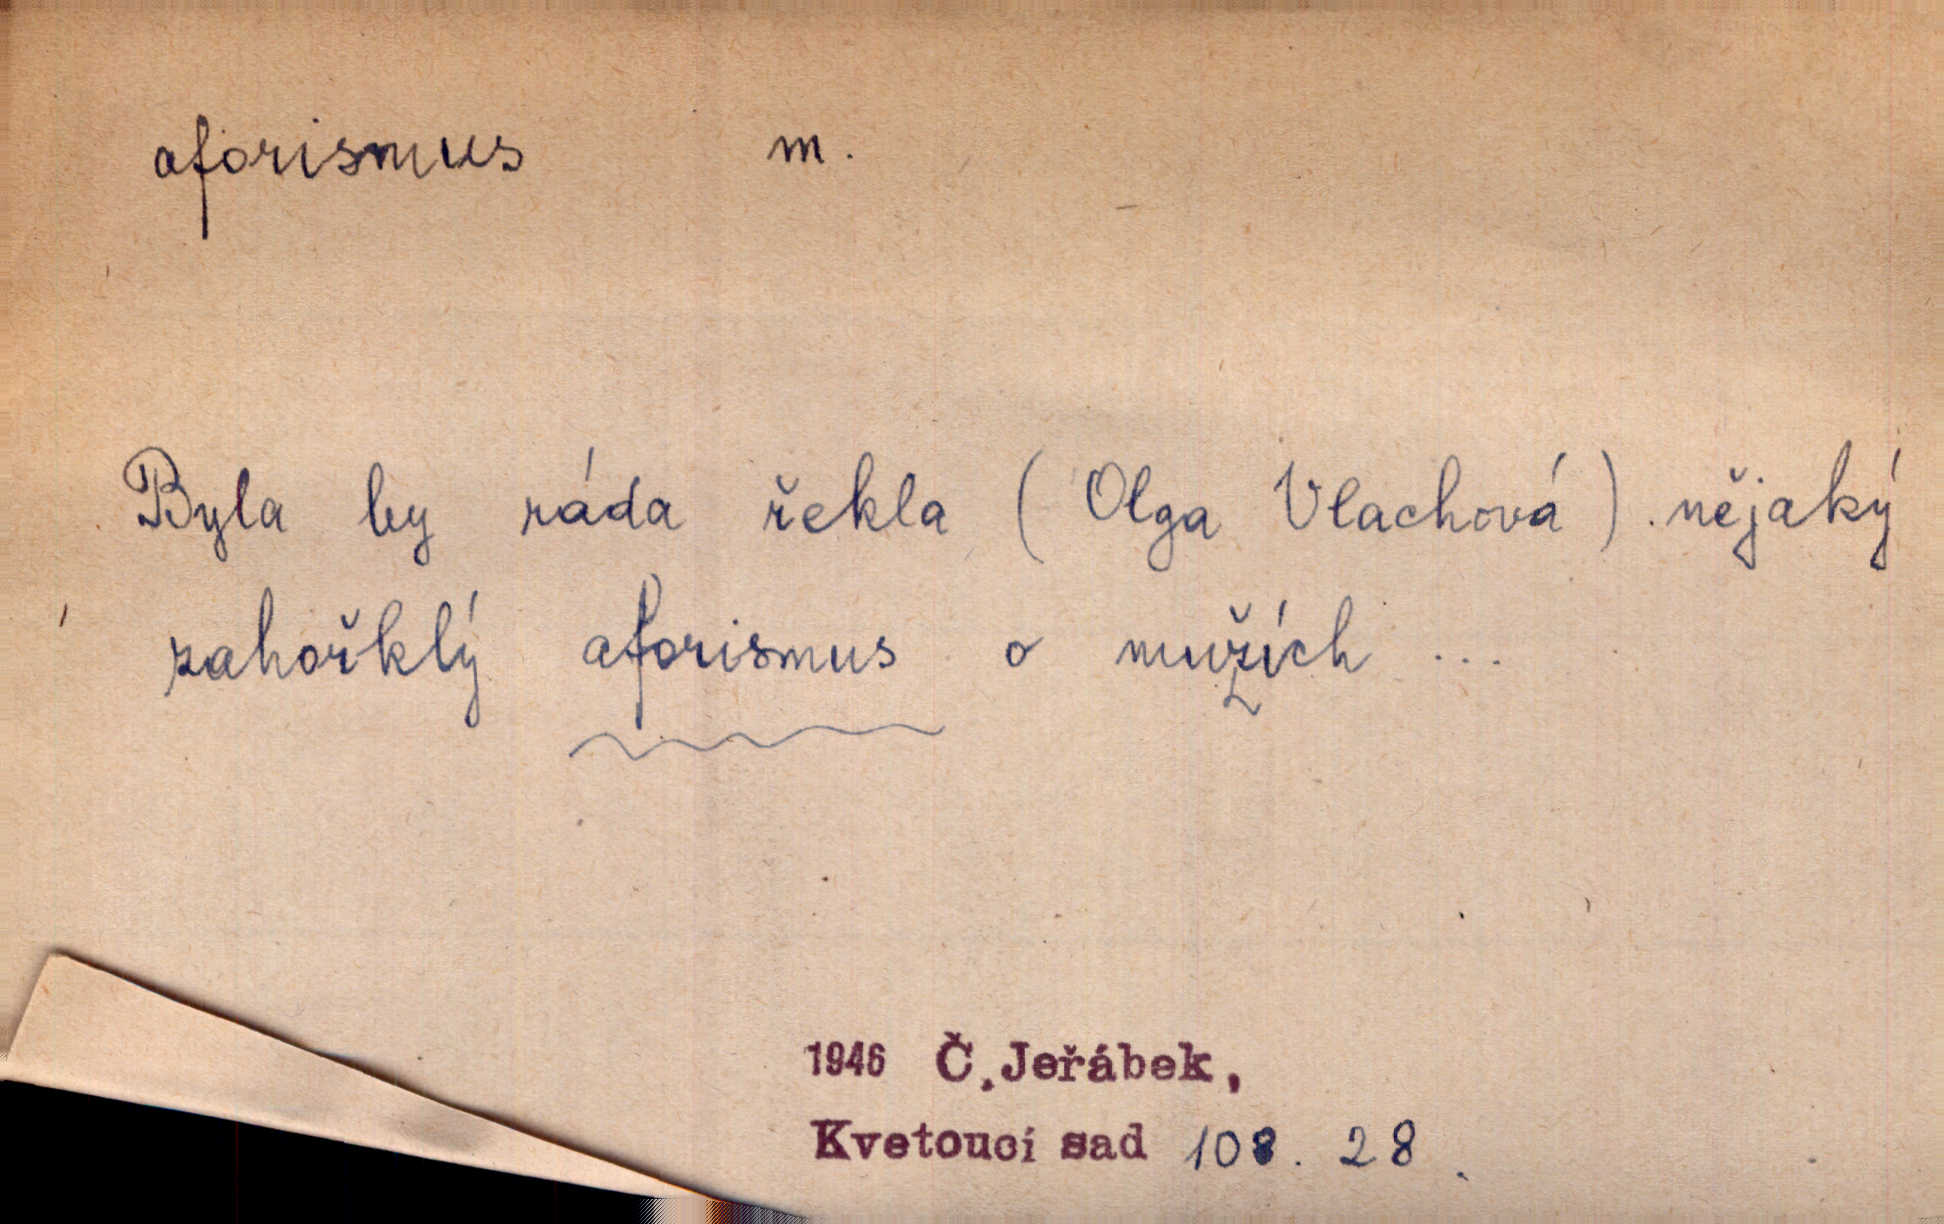 aforismus m.
Byla by ráda řekla (Olga Vlachová) nějaký
zahořklý aforismus o mužích ...
1946 Č. Jeřábek,
Kvetoucí sad 108. 28.